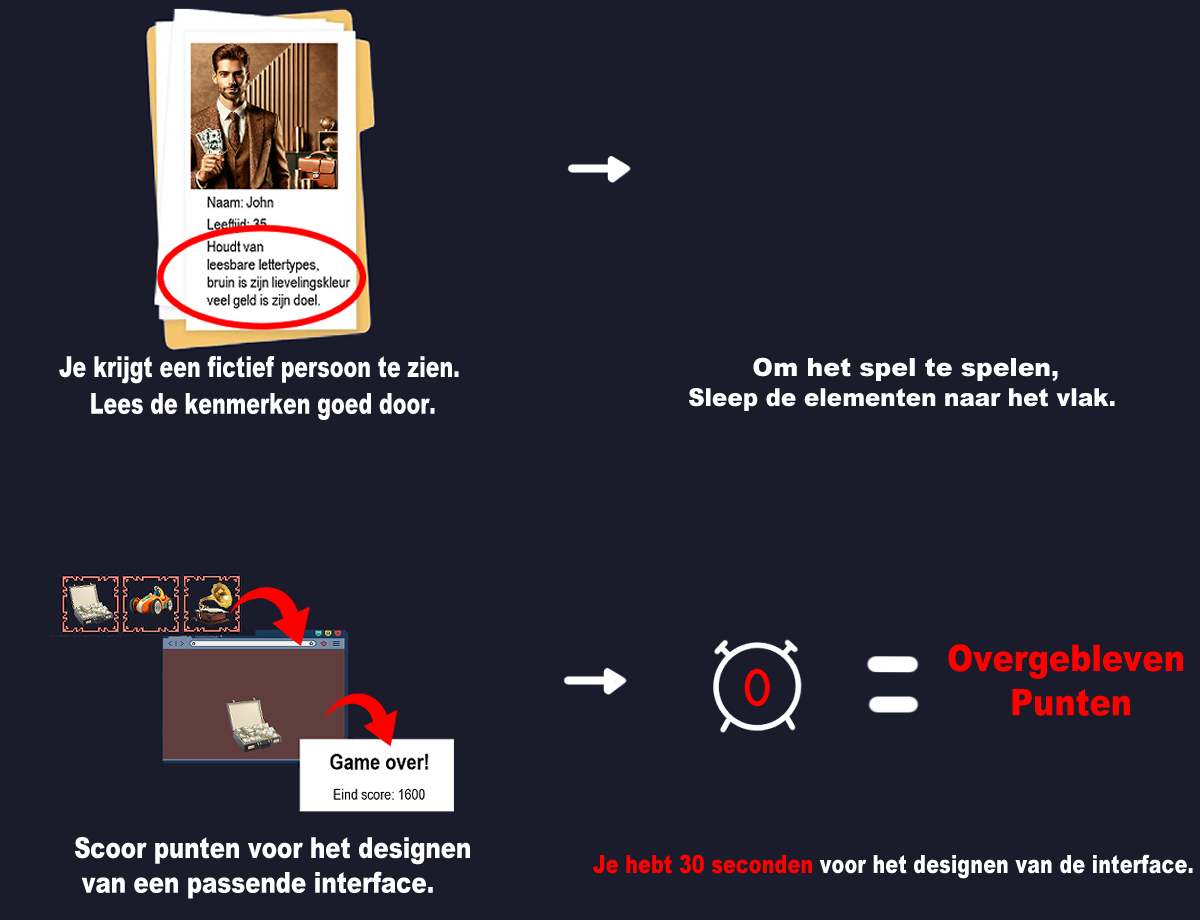 Naam: John
Leeftijd: 35
Houdt van
leesbare lettertypes,
bruin is zijn lievelingskleur
veel geld is zijn doel.
Je krijgt een fictief persoon te zien.
Lees de kenmerken goed door.
Om het spel te spelen,
Sleep de elementen naar het vlak.
Game over!
Eind score: 1600
Scoor punten voor het designen
van een passende interface.
0
Overgebleven
Punten
Je hebt 30 seconden voor het designen van de interface.